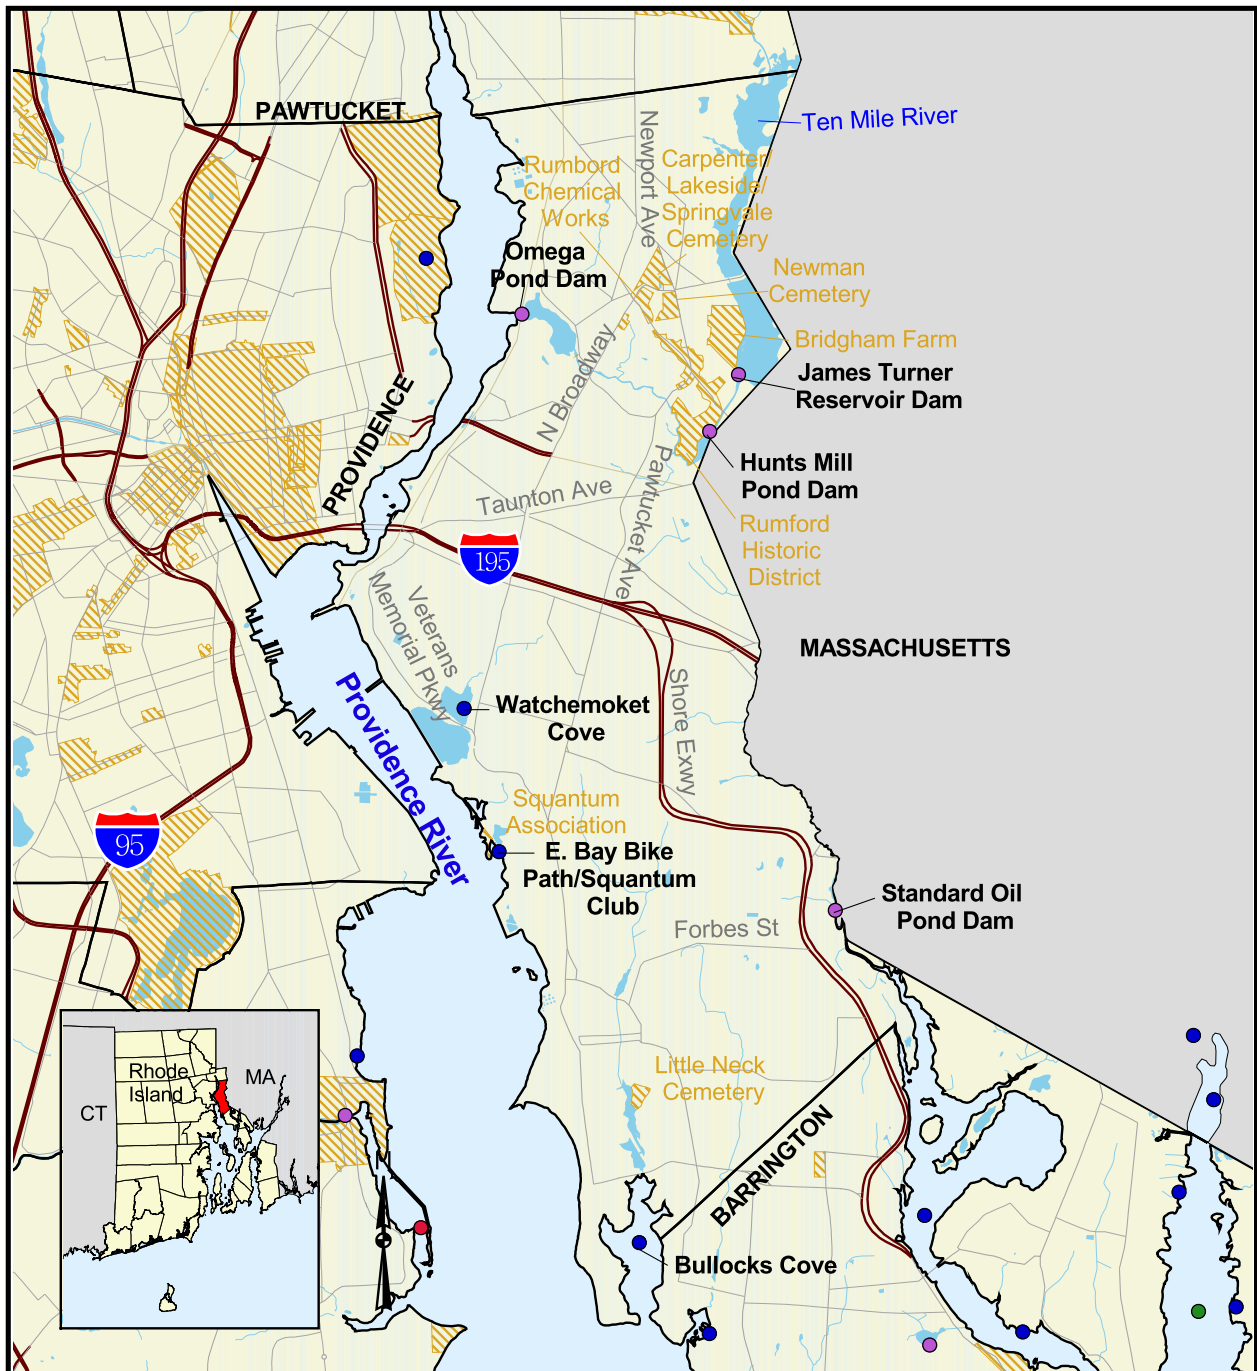 PAWTUCKET
Ten Mile River
Newport Ave
Rumbord
Chemical
Works
Carpenter/
Lakeside/
Springvale
Cemetery
Omega
Pond Dam
Newman
Cemetery
Bridgham Farm
James Turner
Reservoir Dam
N Broadway
PROVIDENCE
Hunts Mill
Pond Dam
Pawtucket Ave
Taunton Ave
Rumford
Historic
District
195
Veterans
Memorial Pkwy
MASSACHUSETTS
Providence River
Watchemoket
Cove
Shore Exwy
Squantum
Association
95
E. Bay Bike
Path/Squantum
Club
Standard Oil
Pond Dam
Forbes St
Little Neck
Cemetery
Rhode
Island
MA
CT
BARRINGTON
Bullocks Cove